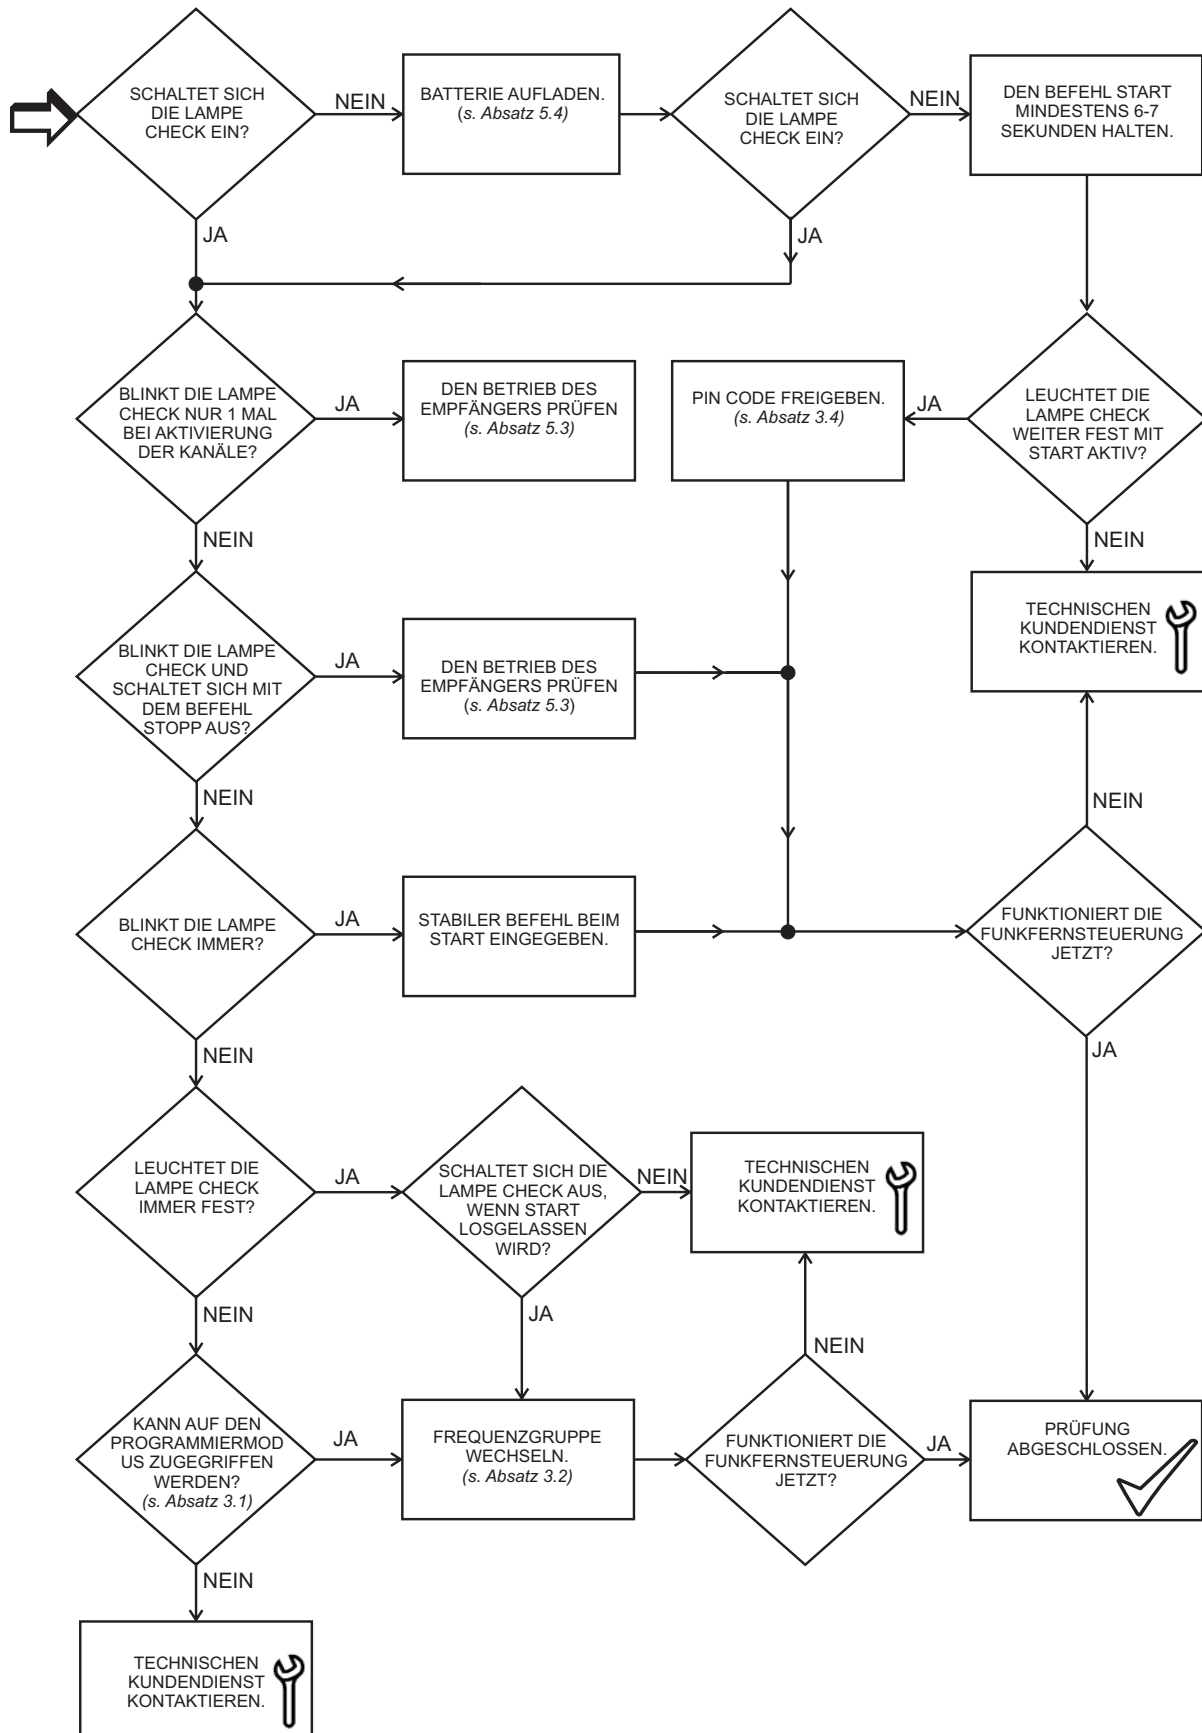 SCHALTET SICH
DIE LAMPE
CHECK EIN?
NEIN
BATTERIE AUFLADEN.
(s. Absatz 5.4)
SCHALTET SICH
DIE LAMPE
CHECK EIN?
NEIN
DEN BEFEHL START
MINDESTENS 6-7
SEKUNDEN HALTEN.
JA
JA
BLINKT DIE LAMPE
CHECK NUR 1 MAL
BEI AKTIVIERUNG
DER KANÄLE?
JA
DEN BETRIEB DES
EMPFÄNGERS PRÜFEN
(s. Absatz 5.3)
PIN CODE FREIGEBEN.
(s. Absatz 3.4)
JA
LEUCHTET DIE
LAMPE CHECK
WEITER FEST MIT
START AKTIV?
NEIN
NEIN
BLINKT DIE LAMPE
CHECK UND
SCHALTET SICH MIT
DEM BEFEHL
STOPP AUS?
JA
DEN BETRIEB DES
EMPFÄNGERS PRÜFEN
(s. Absatz 5.3)
TECHNISCHEN
KUNDENDIENST
KONTAKTIEREN.
NEIN
NEIN
BLINKT DIE LAMPE
CHECK IMMER?
JA
STABILER BEFEHL BEIM
START EINGEGEBEN.
FUNKTIONIERT DIE
FUNKFERNSTEUERUNG
JETZT?
NEIN
JA
LEUCHTET DIE
LAMPE CHECK
IMMER FEST?
JA
SCHALTET SICH DIE
LAMPE CHECK AUS,
WENN START
LOSGELASSEN
WIRD?
NEIN
TECHNISCHEN
KUNDENDIENST
KONTAKTIEREN.
NEIN
JA
NEIN
KANN AUF DEN
PROGRAMMIERMOD
US ZUGEGRIFFEN
WERDEN?
(s. Absatz 3.1)
JA
FREQUENZGRUPPE
WECHSELN.
(s. Absatz 3.2)
FUNKTIONIERT DIE
FUNKFERNSTEUERUNG
JETZT?
JA
PRÜFUNG
ABGESCHLOSSEN.
NEIN
TECHNISCHEN
KUNDENDIENST
KONTAKTIEREN.